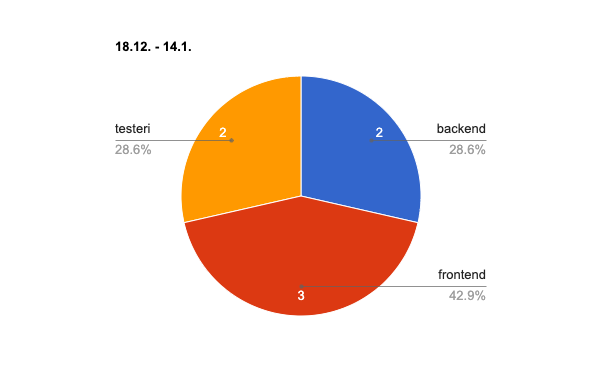 18.12. - 14.1.
testeri
28.6%
2
2
backend
28.6%
frontend
42.9%
3